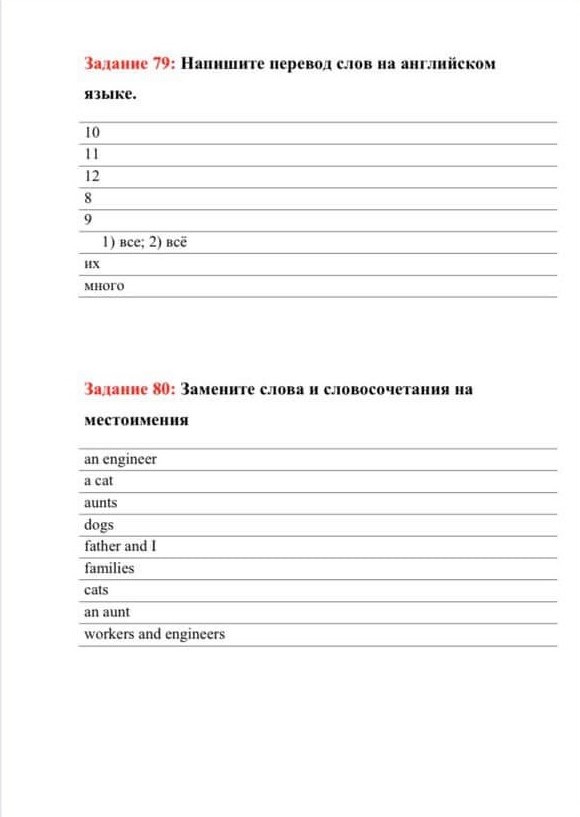 Задание 79: Напишите перевод слов на английском
языке.
10
11
12
8
9
1) все; 2) всё
их
много
Задание 80: Замените слова и словосочетания на
местоимения
an engineer
a cat
aunts
dogs
father and I
families
cats
an aunt
workers and engineers